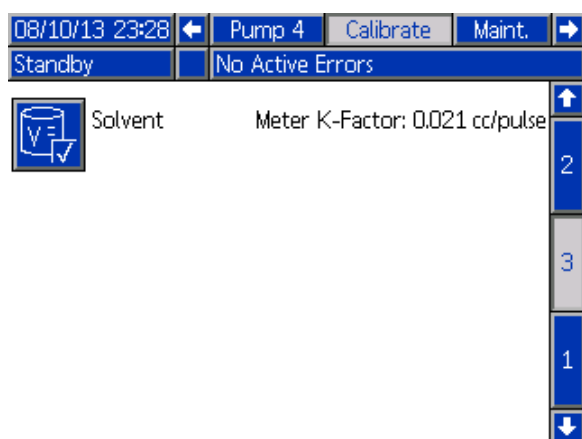 08/10/13 23:28 Pump 4 Calibrate Maint.
Standby No Active Errors
Solvent Meter K-Factor: 0.021 cc/pulse
V=
2
3
1